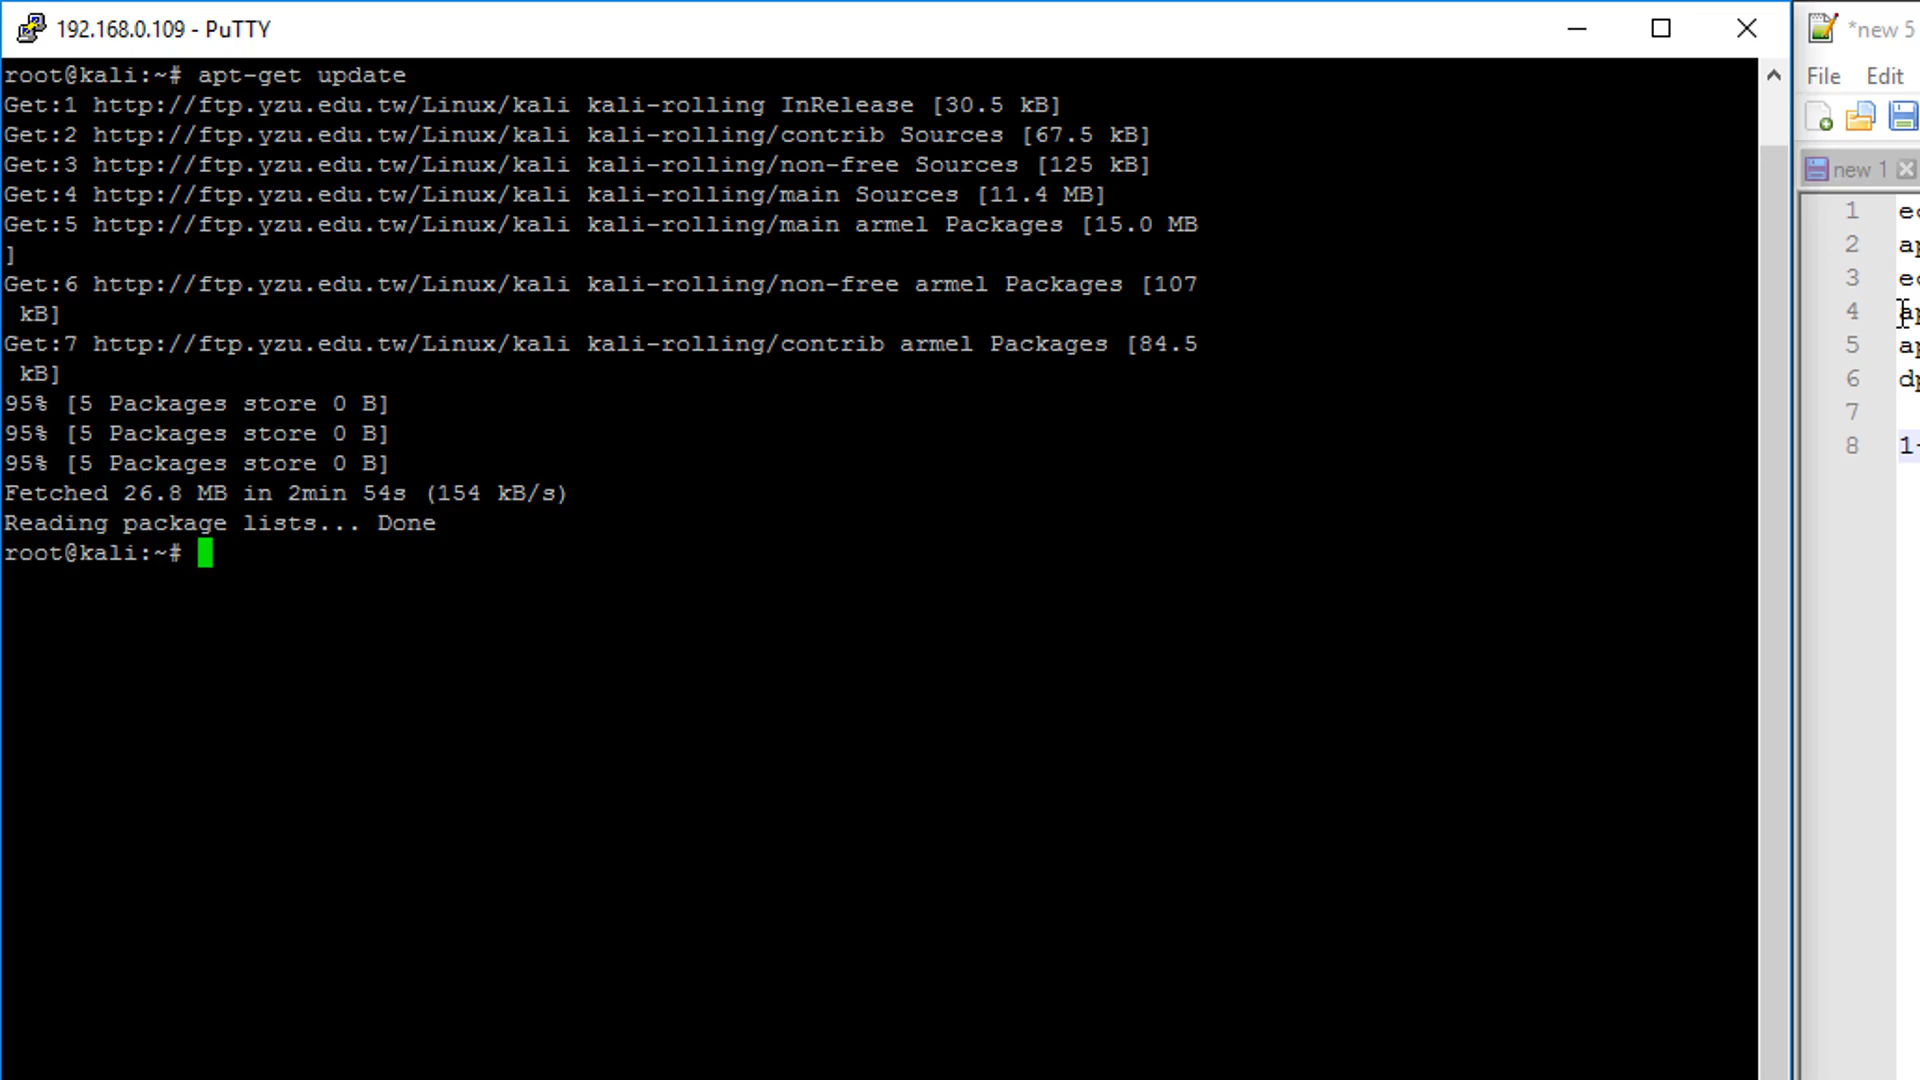 192.168.0.109 - PuTTY
root@kali:~# apt-get update
Get:1 http://ftp.yzu.edu.tw/Linux/kali kali-rolling InRelease [30.5 kB]
Get:2 http://ftp.yzu.edu.tw/Linux/kali kali-rolling/contrib Sources [67.5 kB]
Get:3 http://ftp.yzu.edu.tw/Linux/kali kali-rolling/non-free Sources [125 kB]
Get:4 http://ftp.yzu.edu.tw/Linux/kali kali-rolling/main Sources [11.4 MB]
Get:5 http://ftp.yzu.edu.tw/Linux/kali kali-rolling/main armel Packages [15.0 MB
]
Get:6 http://ftp.yzu.edu.tw/Linux/kali kali-rolling/non-free armel Packages [107
 kB]
Get:7 http://ftp.yzu.edu.tw/Linux/kali kali-rolling/contrib armel Packages [84.5
 kB]
95% [5 Packages store 0 B]
95% [5 Packages store 0 B]
95% [5 Packages store 0 B]
Fetched 26.8 MB in 2min 54s (154 kB/s)
Reading package lists... Done
root@kali:~#
*new 5
File Edit
new 1
1
2
3
4
5
6
7
8